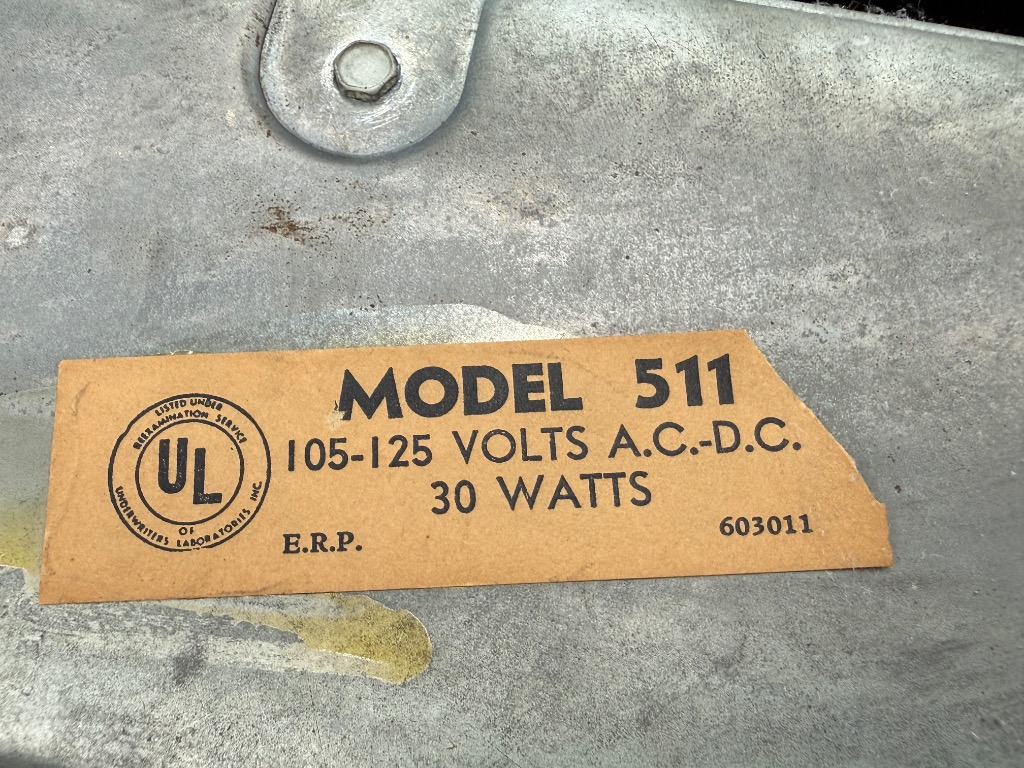 MODEL 511
105-125 VOLTS A.C.-D.C.
30 WATTS
E.R.P.
603011
LISTED UNDER
REEXAMINATION SERVICE
UL
OF
UNDERWRITERS LABORATORIES INC.